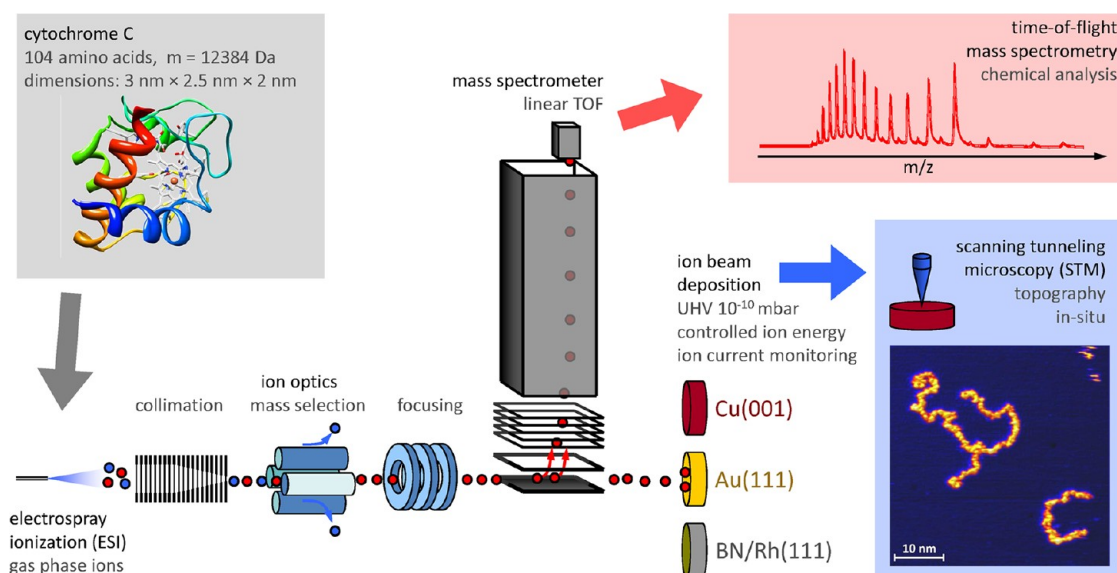 cytochrome C
104 amino acids, m = 12384 Da
dimensions: 3 nm × 2.5 nm × 2 nm
mass spectrometer
linear TOF
time-of-flight
mass spectrometry
chemical analysis
m/z
ion beam
deposition
UHV 10⁻¹⁰ mbar
controlled ion energy
ion current monitoring
scanning tunneling
microscopy (STM)
topography
in-situ
collimation
ion optics
mass selection
focusing
Cu(001)
Au(111)
BN/Rh(111)
electrospray
ionization (ESI)
gas phase ions
10 nm